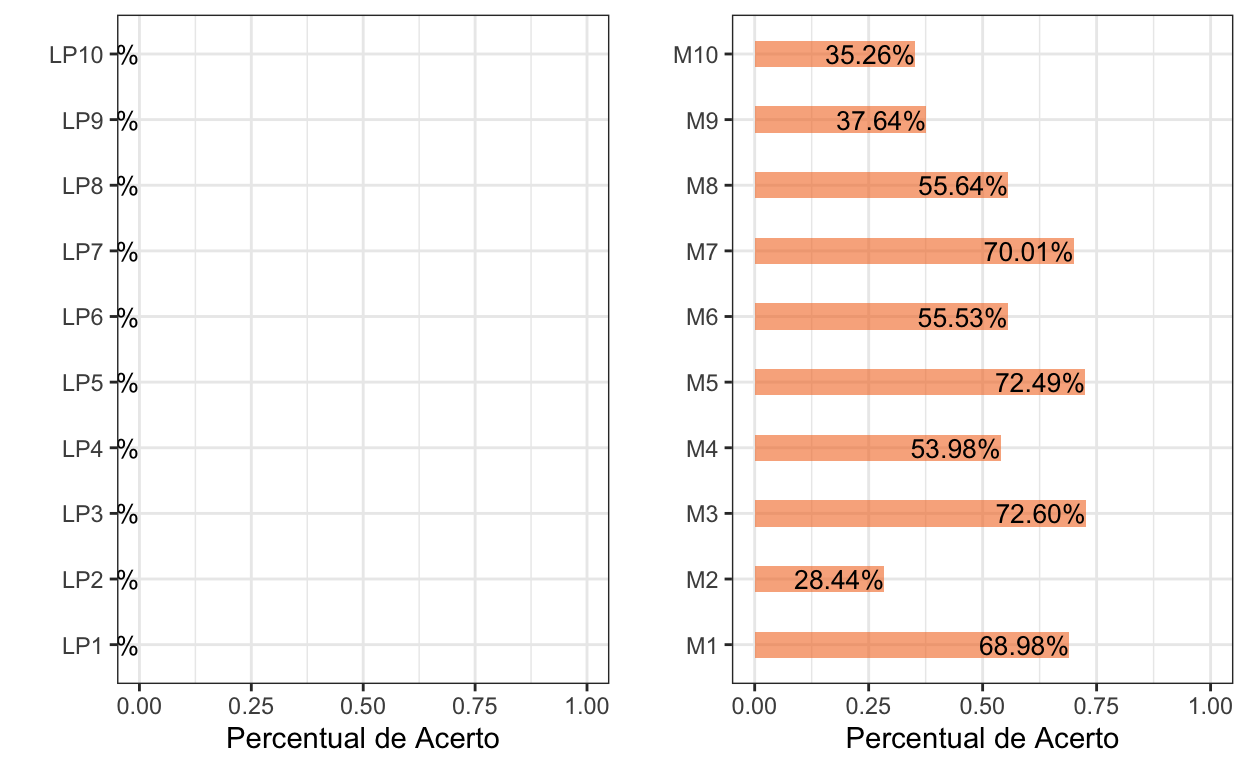 LP10 %
LP9 %
LP8 %
LP7 %
LP6 %
LP5 %
LP4 %
LP3 %
LP2 %
LP1 %
0.00 0.25 0.50 0.75 1.00
Percentual de Acerto
M10 35.26%
M9 37.64%
M8 55.64%
M7 70.01%
M6 55.53%
M5 72.49%
M4 53.98%
M3 72.60%
M2 28.44%
M1 68.98%
0.00 0.25 0.50 0.75 1.00
Percentual de Acerto